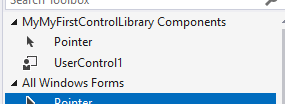 Search Toolbox
MyMyFirstControlLibrary Components
Pointer
UserControl1
All Windows Forms
Pointer